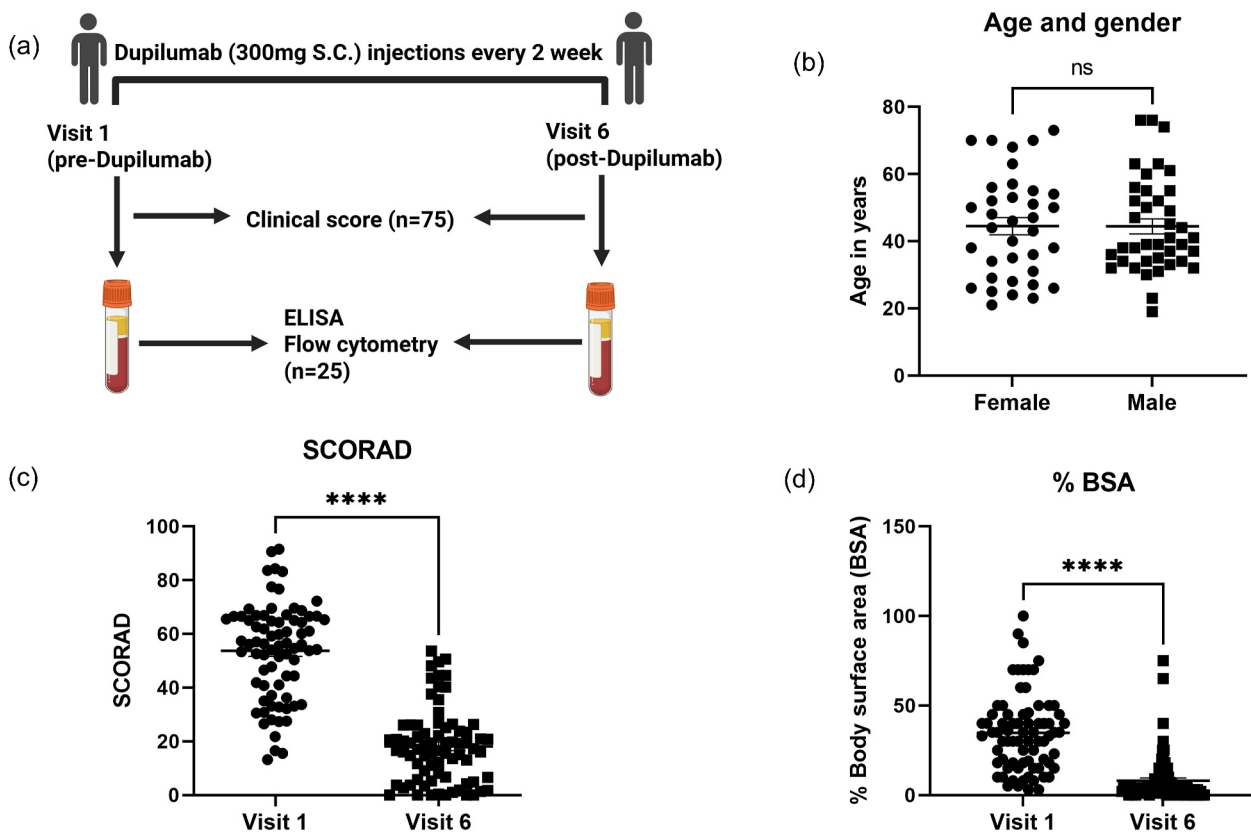 (a)
Dupilumab (300mg S.C.) injections every 2 week
Visit 1
(pre-Dupilumab)
Visit 6
(post-Dupilumab)
Clinical score (n=75)
ELISA
Flow cytometry
(n=25)
(b)
Age and gender
ns
Age in years
80
60
40
20
0
Female
Male
(c)
SCORAD
****
SCORAD
100
80
60
40
20
0
Visit 1
Visit 6
(d)
% BSA
****
% Body surface area (BSA)
150
100
50
0
Visit 1
Visit 6